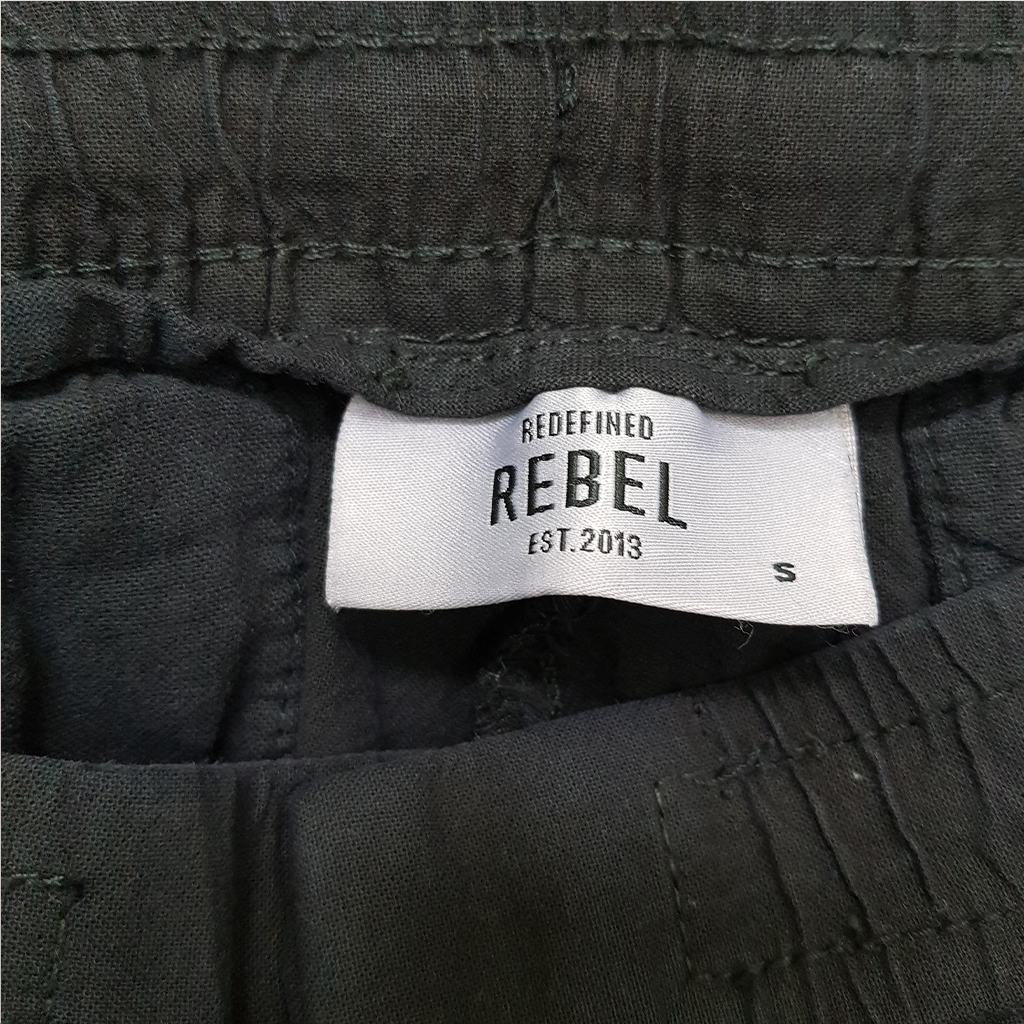 REDEFINED
REBEL
EST.2013
S